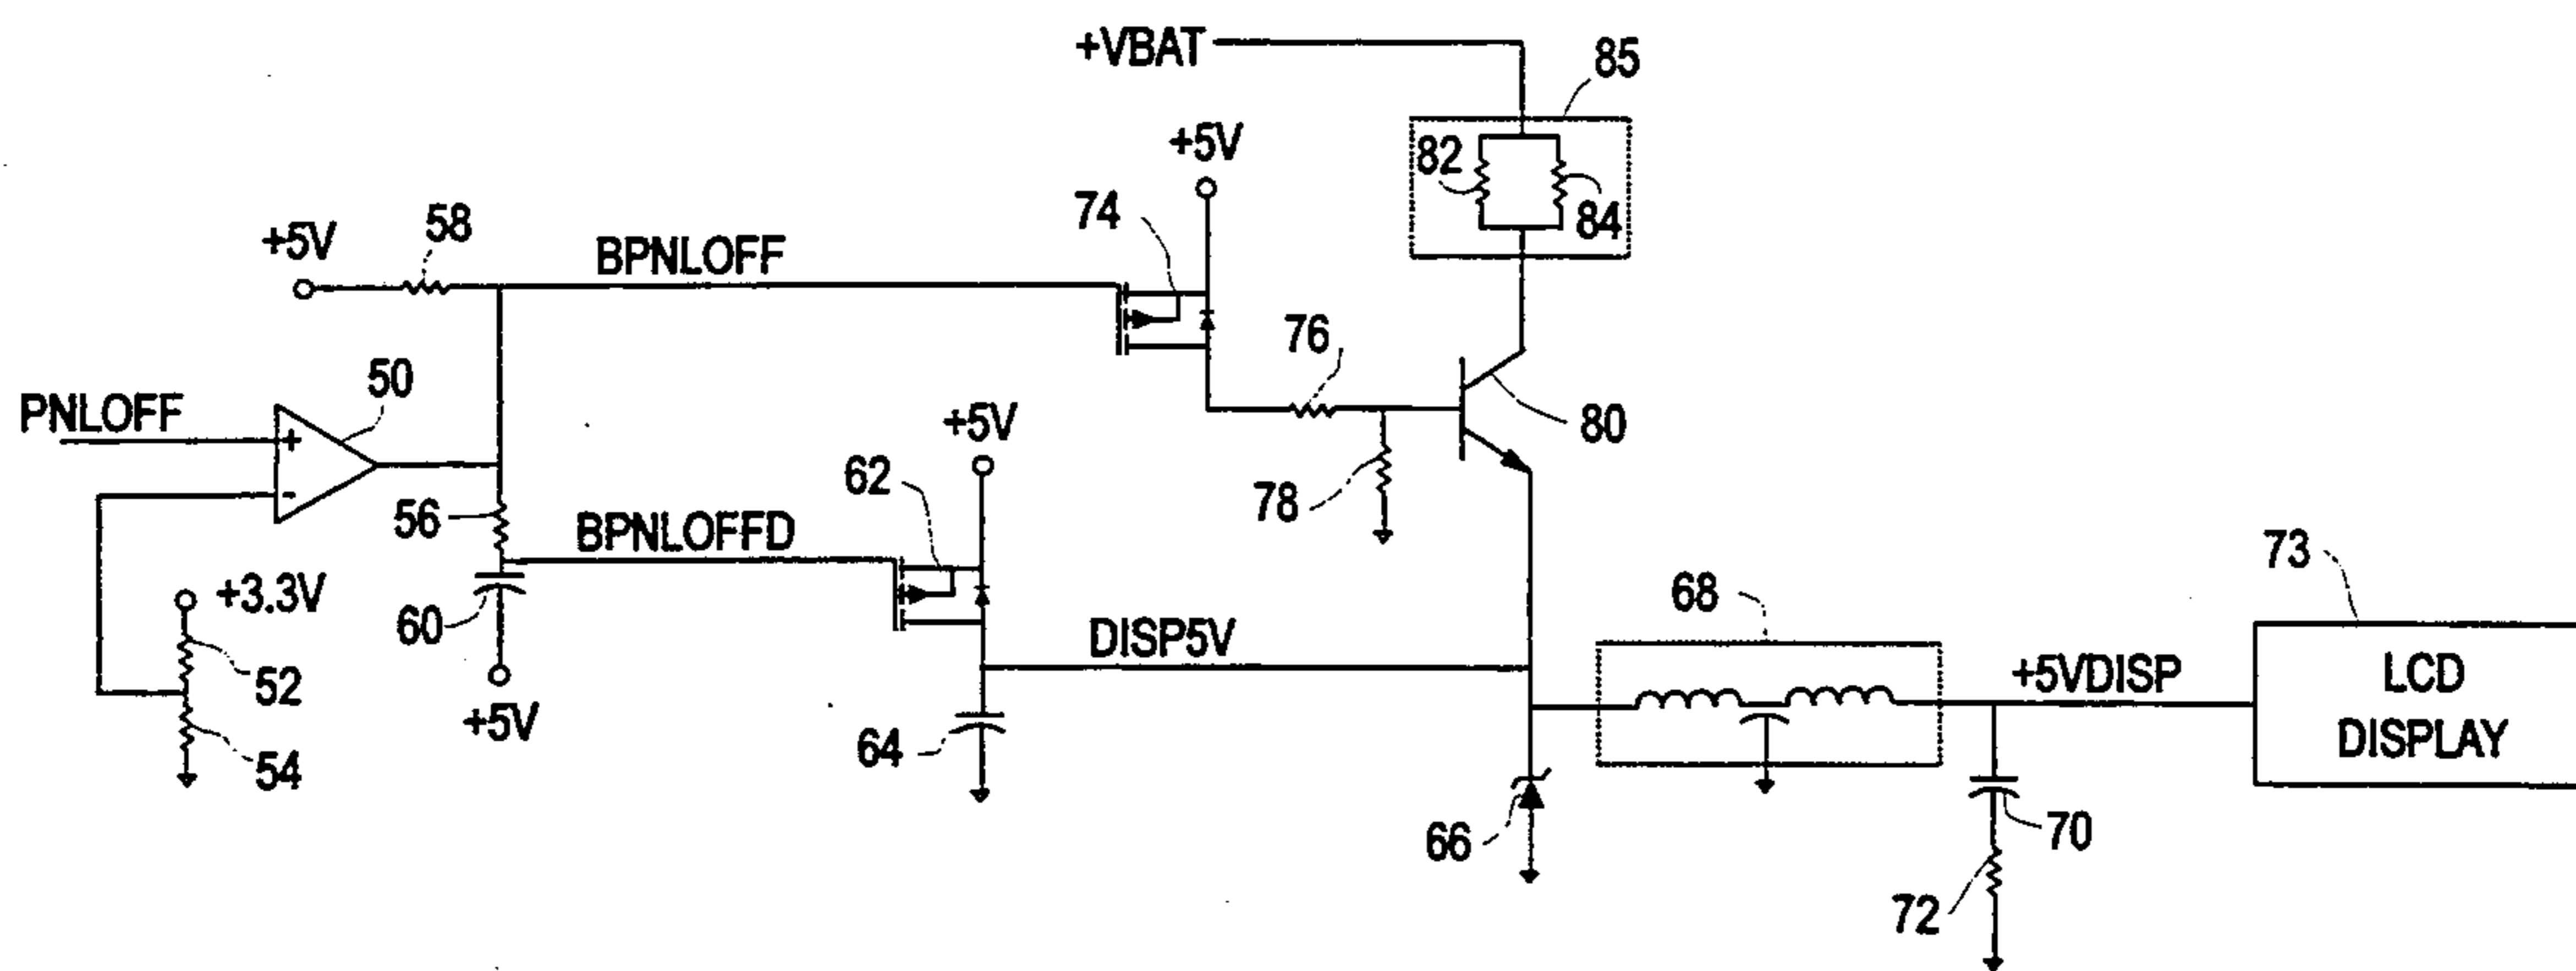 +VBAT
85
+5V
82
84
74
58
+5V
BPNLOFF
76
50
PNLOFF
+
-
80
+5V
62
78
56
BPNLOFFD
73
+3.3V
68
60
DISP5V
+5VDISP
LCD
DISPLAY
52
+5V
64
54
66
70
72